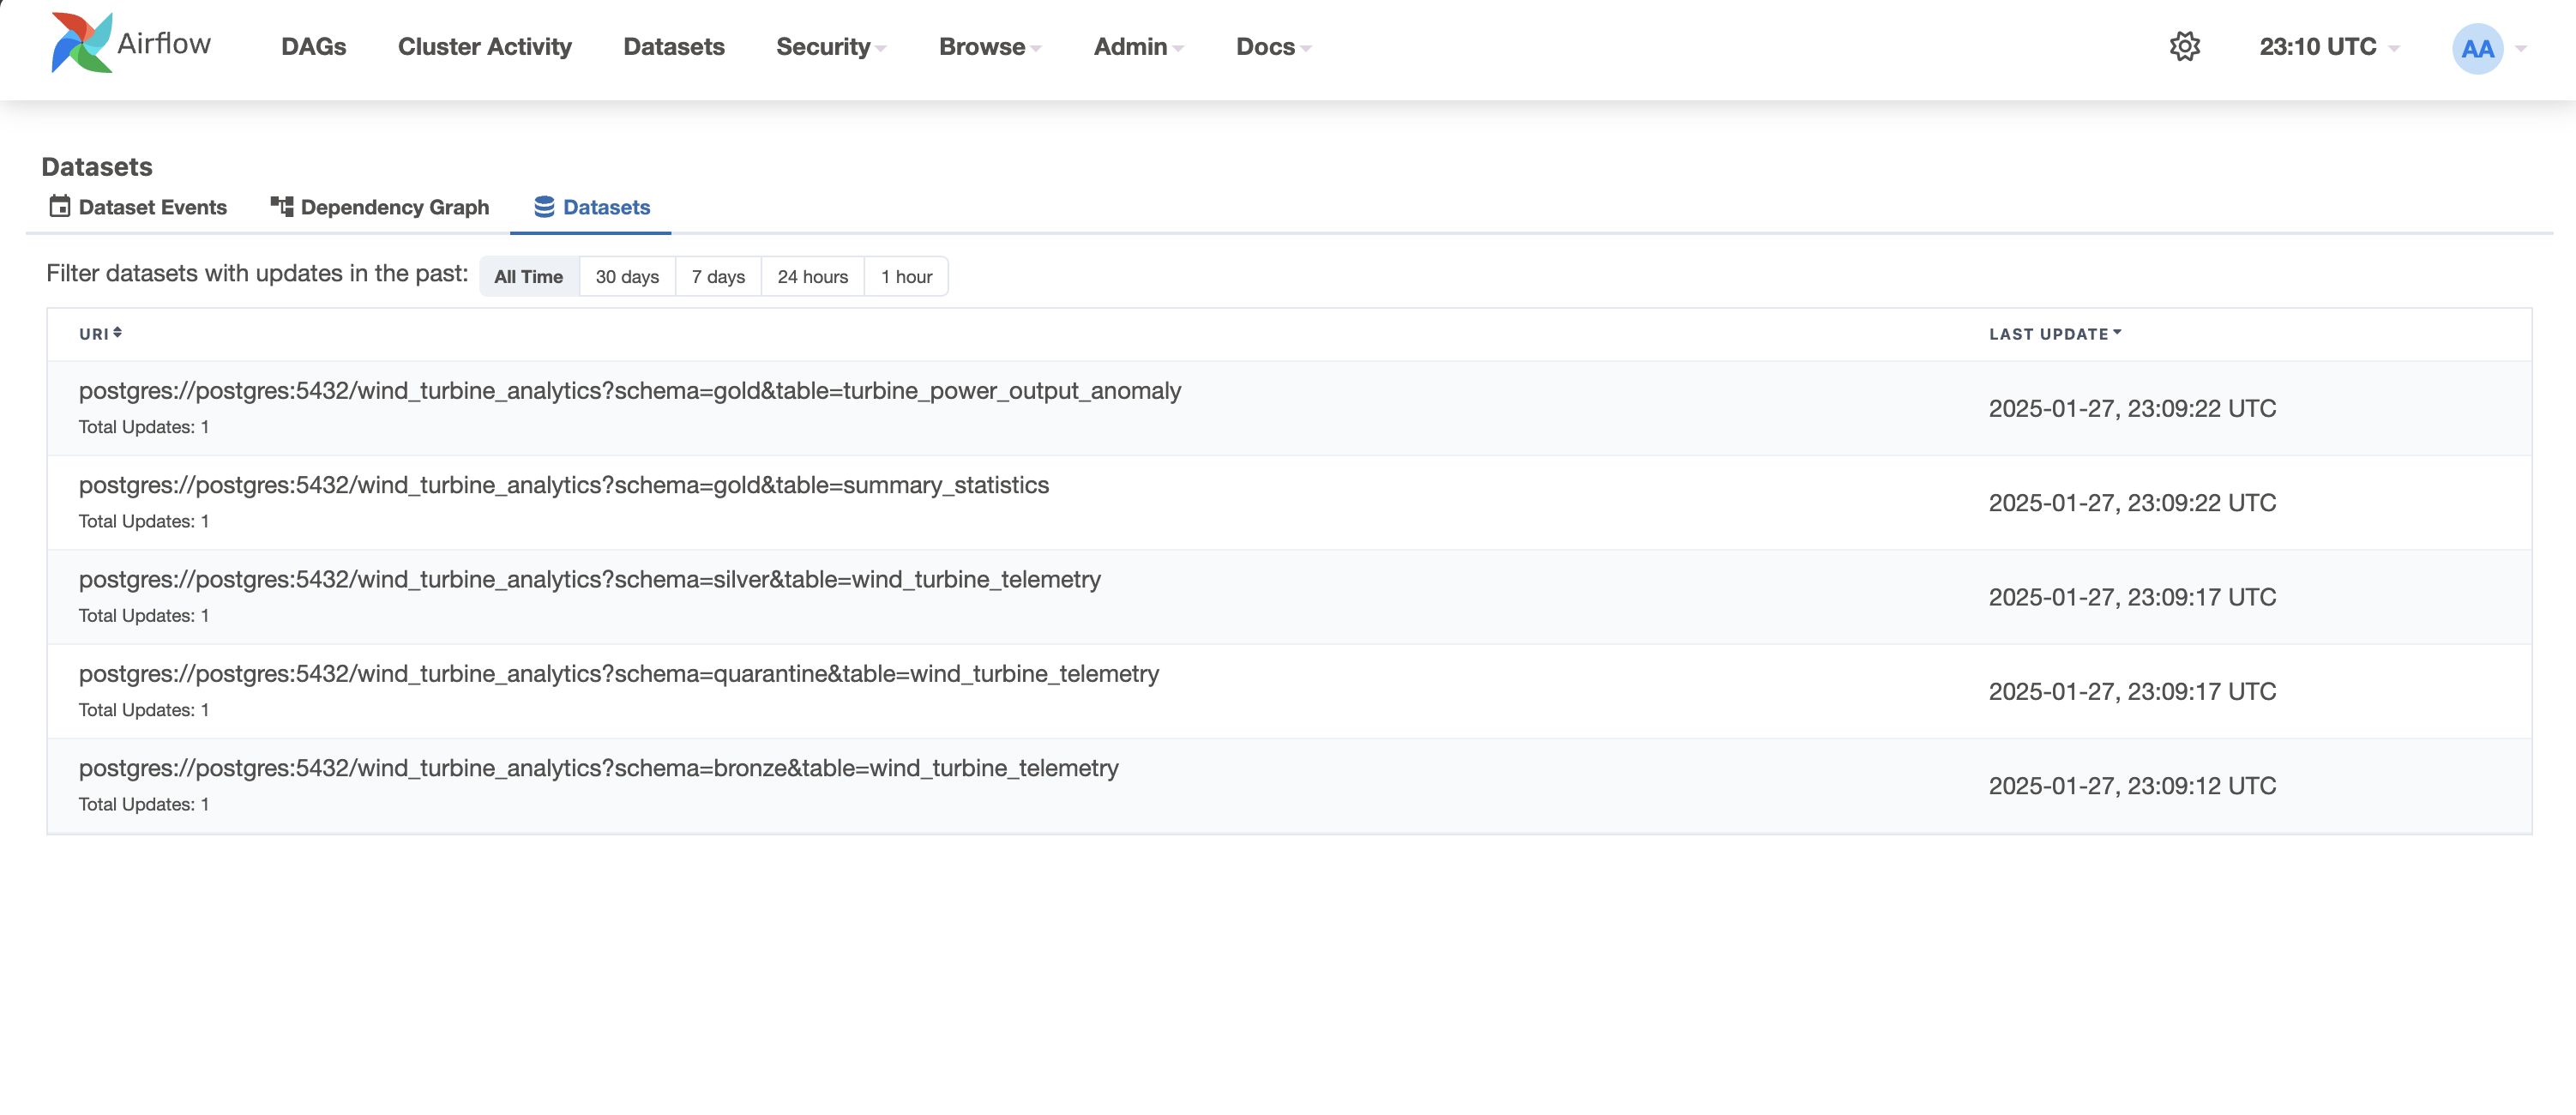 Airflow DAGs Cluster Activity Datasets Security Browse Admin Docs 23:10 UTC AA
Datasets
Dataset Events Dependency Graph Datasets
Filter datasets with updates in the past: All Time 30 days 7 days 24 hours 1 hour
URI LAST UPDATE
postgres://postgres:5432/wind_turbine_analytics?schema=gold&table=turbine_power_output_anomaly
Total Updates: 1
2025-01-27, 23:09:22 UTC
postgres://postgres:5432/wind_turbine_analytics?schema=gold&table=summary_statistics
Total Updates: 1
2025-01-27, 23:09:22 UTC
postgres://postgres:5432/wind_turbine_analytics?schema=silver&table=wind_turbine_telemetry
Total Updates: 1
2025-01-27, 23:09:17 UTC
postgres://postgres:5432/wind_turbine_analytics?schema=quarantine&table=wind_turbine_telemetry
Total Updates: 1
2025-01-27, 23:09:17 UTC
postgres://postgres:5432/wind_turbine_analytics?schema=bronze&table=wind_turbine_telemetry
Total Updates: 1
2025-01-27, 23:09:12 UTC